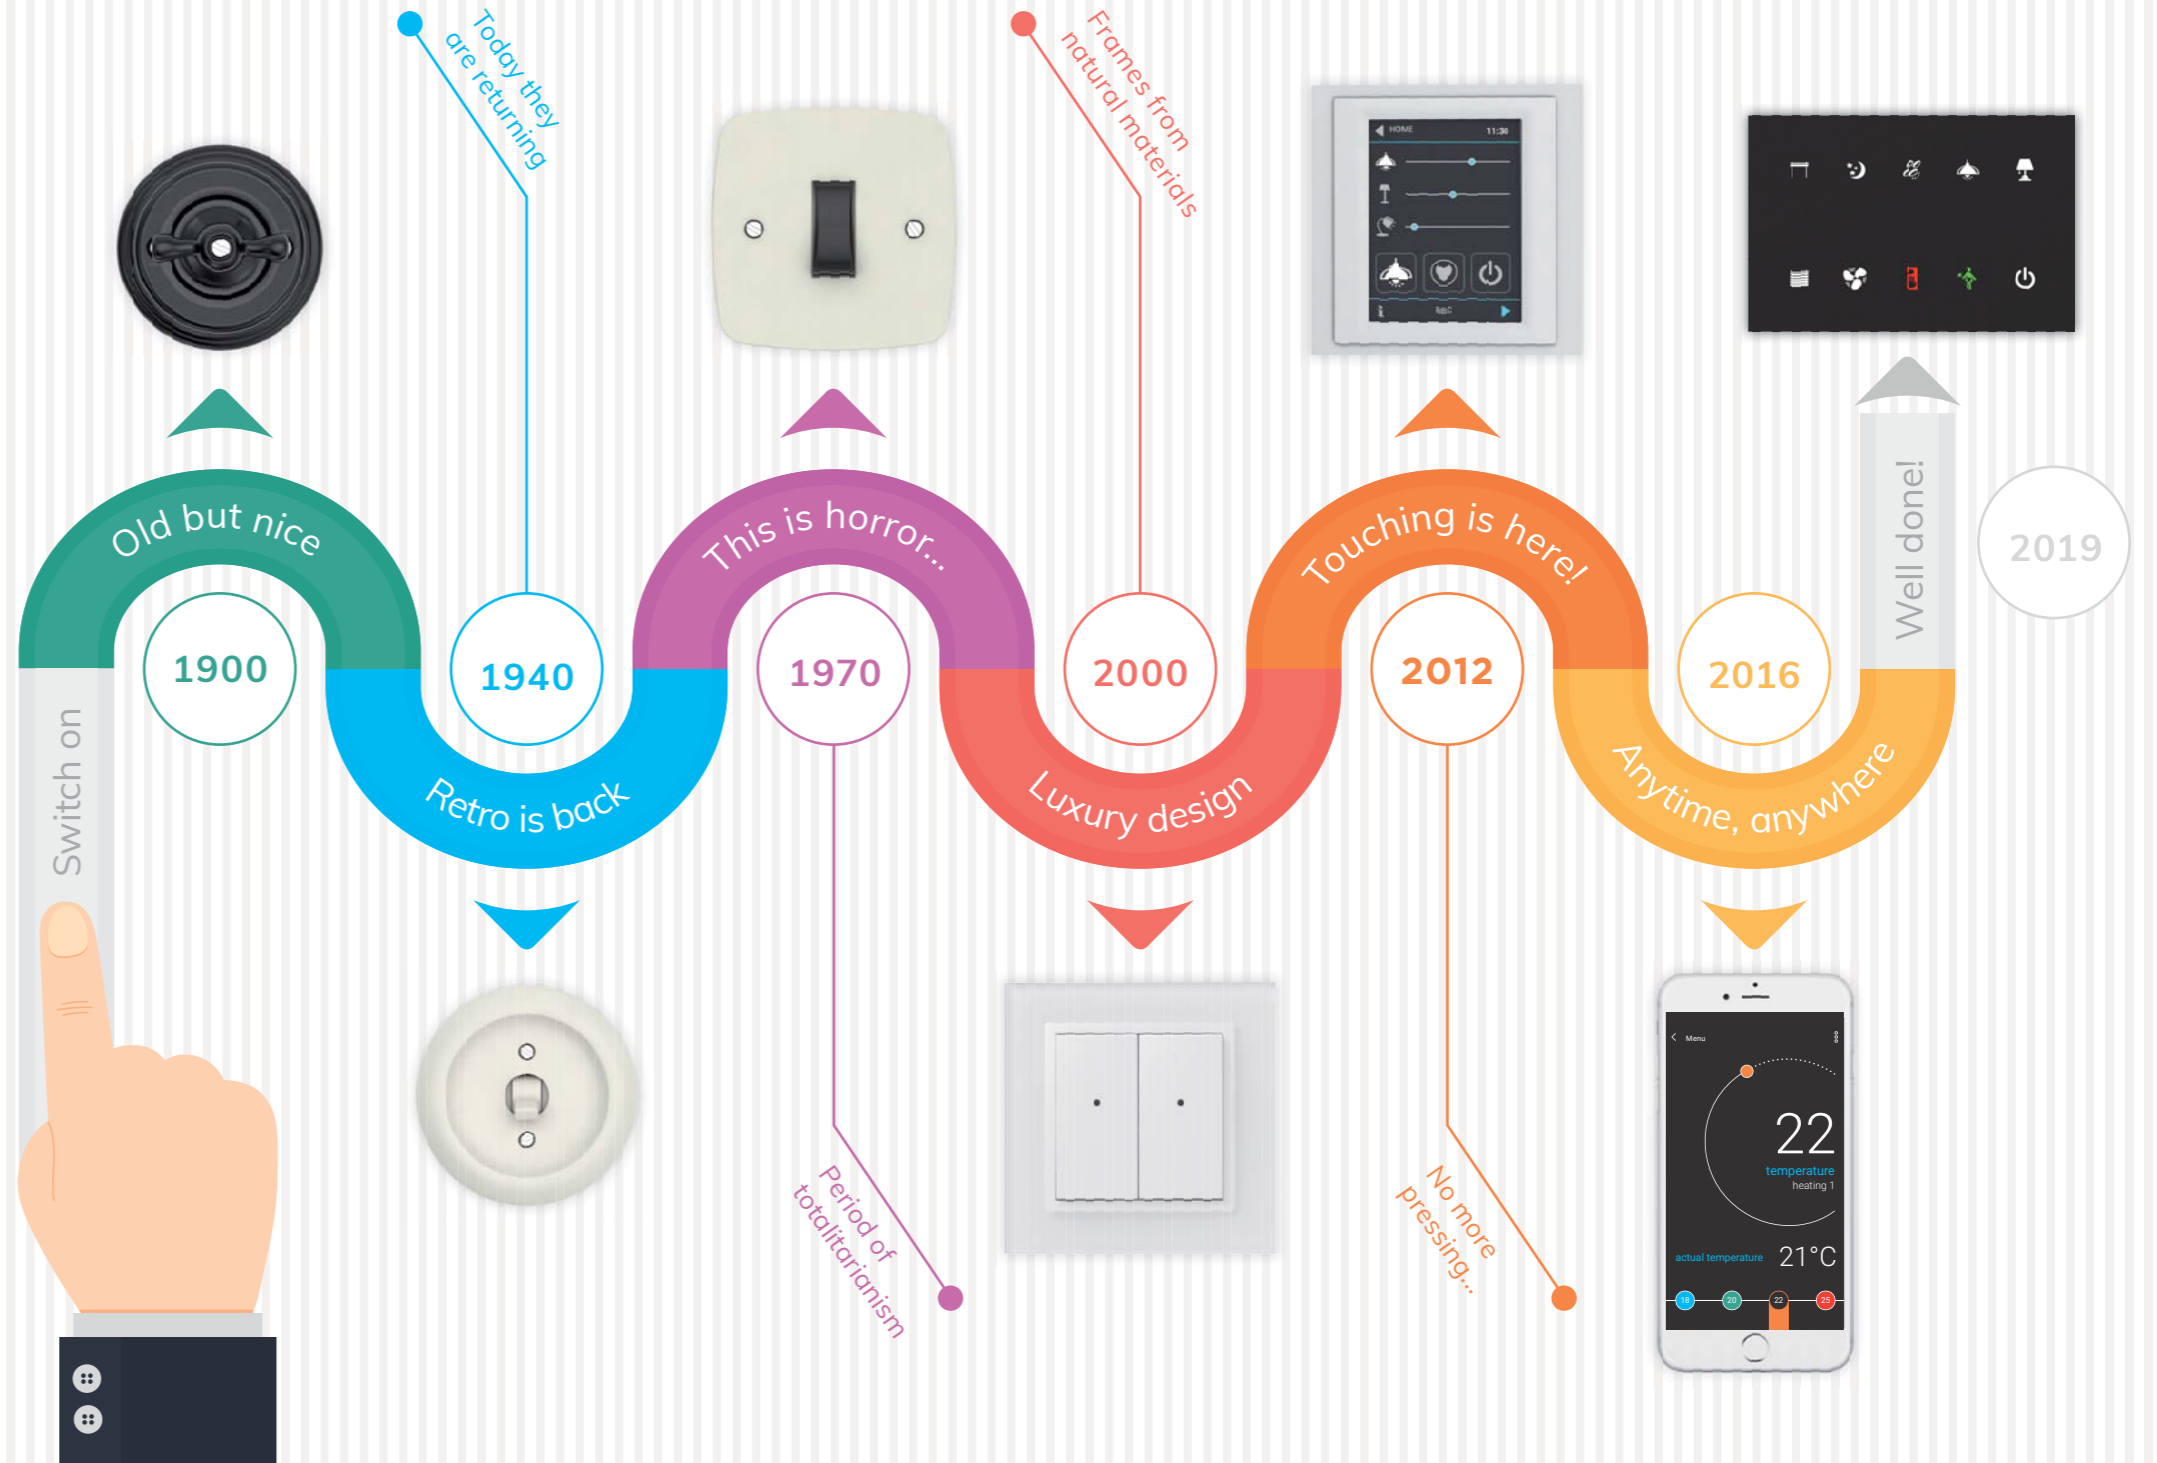 Today they
are returning
Frames from
natural materials
HOME 11:30
Old but nice
This is horror...
Touching is here!
Well done!
2019
1900
1940
1970
2000
2012
2016
Switch on
Retro is back
Luxury design
Anytime, anywhere
Period of
totalitarianism
No more
pressing...
Menu
22
temperature
heating 1
actual temperature 21°C
18 20 22 25